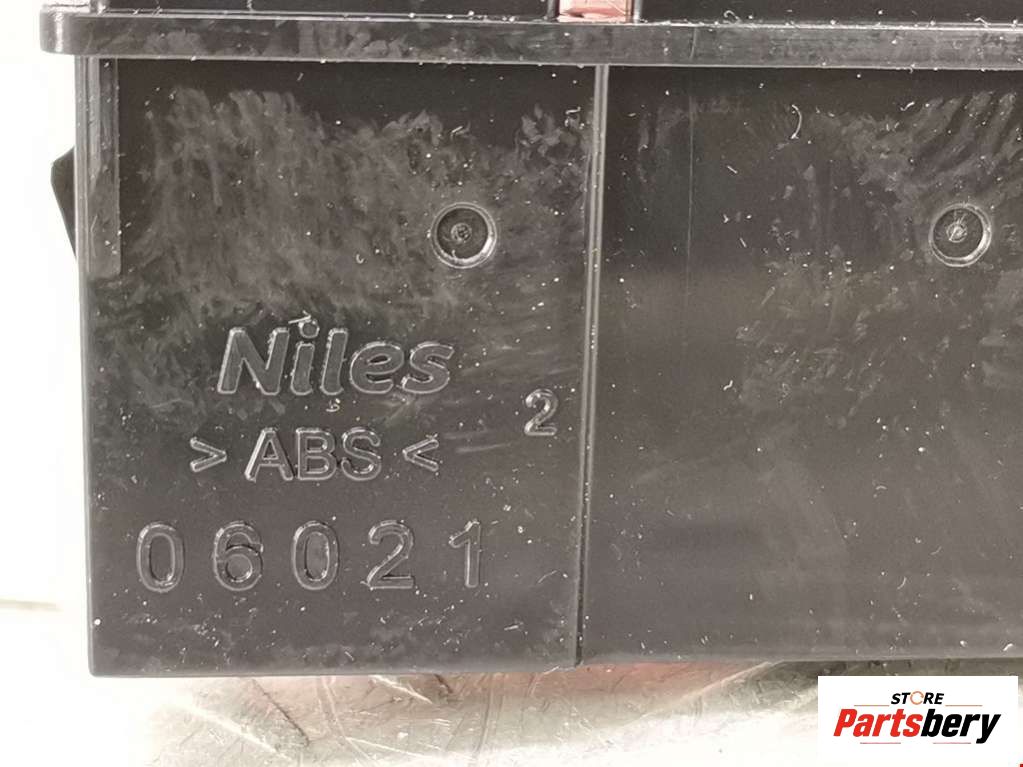 Niles
2
> ABS <
06021
STORE
Partsbery